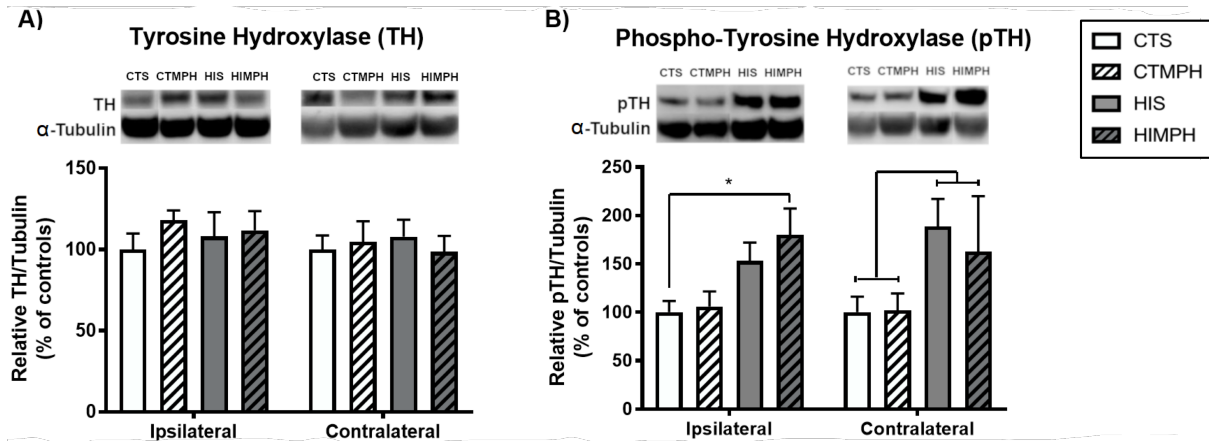 A)
Tyrosine Hydroxylase (TH)
CTS CTMPH HIS HIMPH
CTS CTMPH HIS HIMPH
TH
α-Tubulin
Relative TH/Tubulin
(% of controls)
150
100
50
0
Ipsilateral
Contralateral
B)
Phospho-Tyrosine Hydroxylase (pTH)
CTS CTMPH HIS HIMPH
CTS CTMPH HIS HIMPH
pTH
α-Tubulin
Relative pTH/Tubulin
(% of controls)
250
200
150
100
50
0
*
Ipsilateral
Contralateral
CTS
CTMPH
HIS
HIMPH